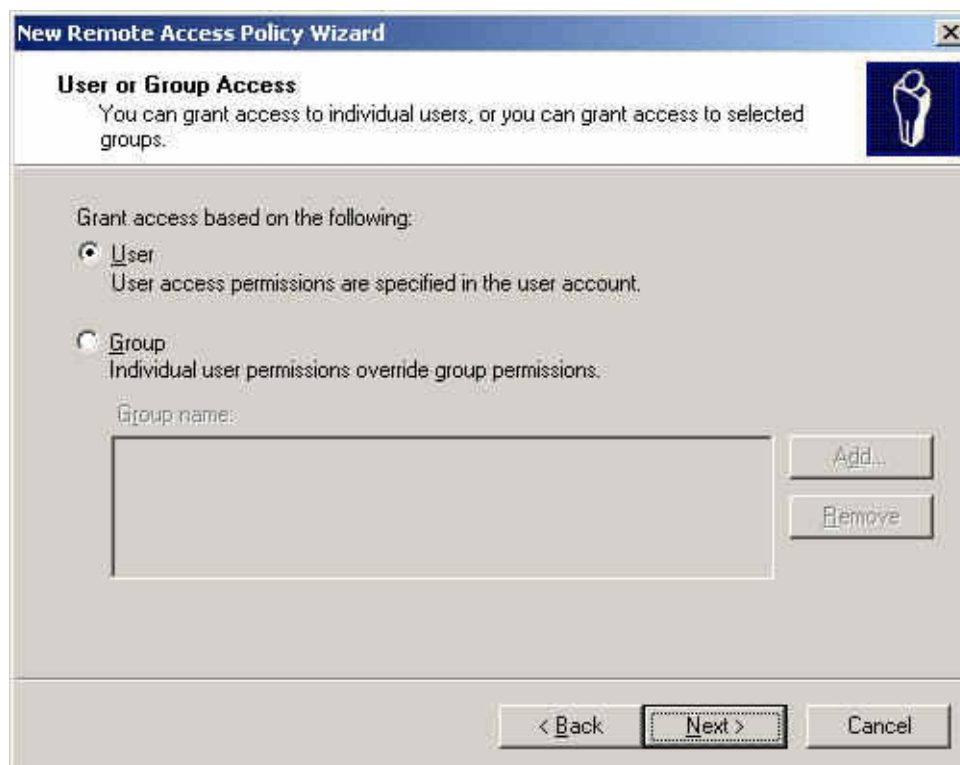 New Remote Access Policy Wizard
User or Group Access
You can grant access to individual users, or you can grant access to selected
groups.
Grant access based on the following:
User
User access permissions are specified in the user account.
Group
Individual user permissions override group permissions.
Group name:
Add...
Remove
< Back
Next >
Cancel